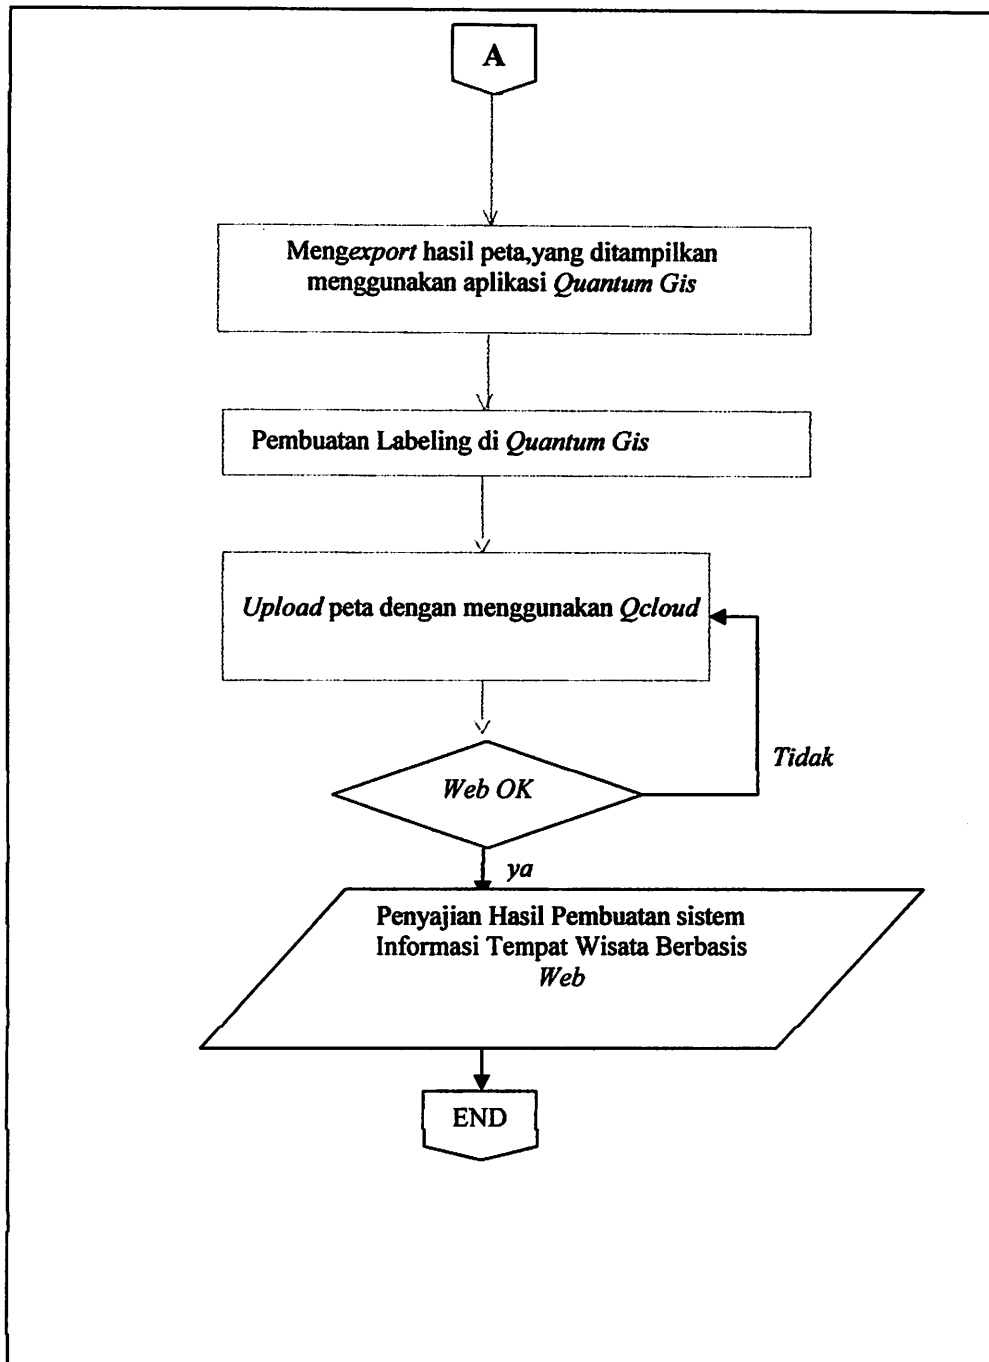 A
Mengexport hasil peta,yang ditampilkan
menggunakan aplikasi Quantum Gis
Pembuatan Labeling di Quantum Gis
Upload peta dengan menggunakan Qcloud
Tidak
Web OK
ya
Penyajian Hasil Pembuatan sistem
Informasi Tempat Wisata Berbasis
Web
END